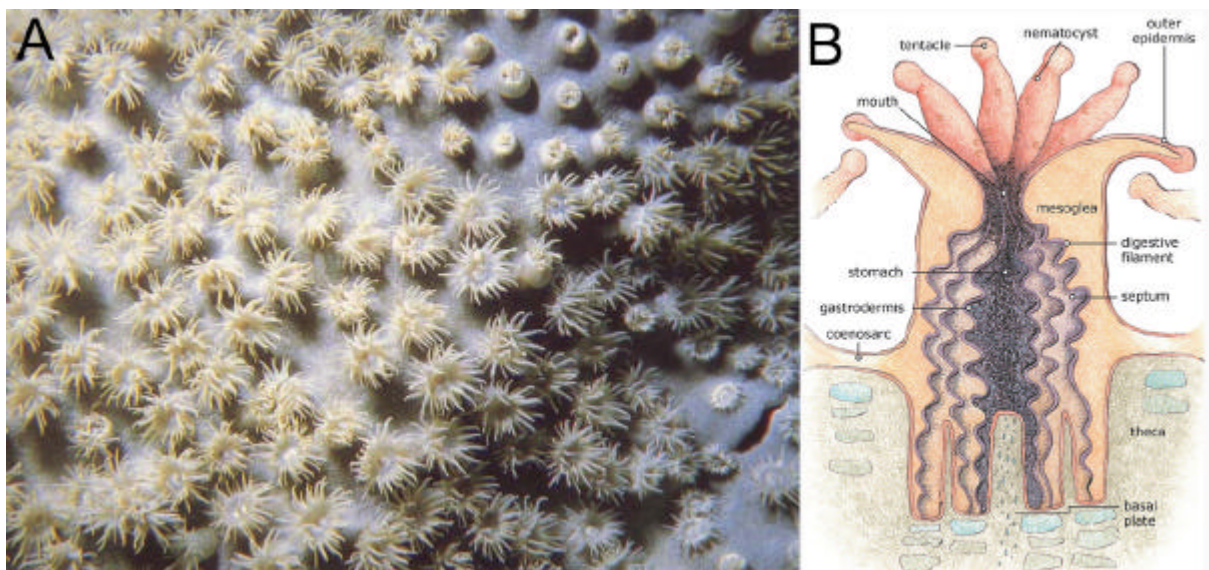 A
B
tentacle
nematocyst
outer
epidermis
mouth
mesoglea
digestive
filament
stomach
septum
gastrodermis
coenosarc
theca
basal
plate